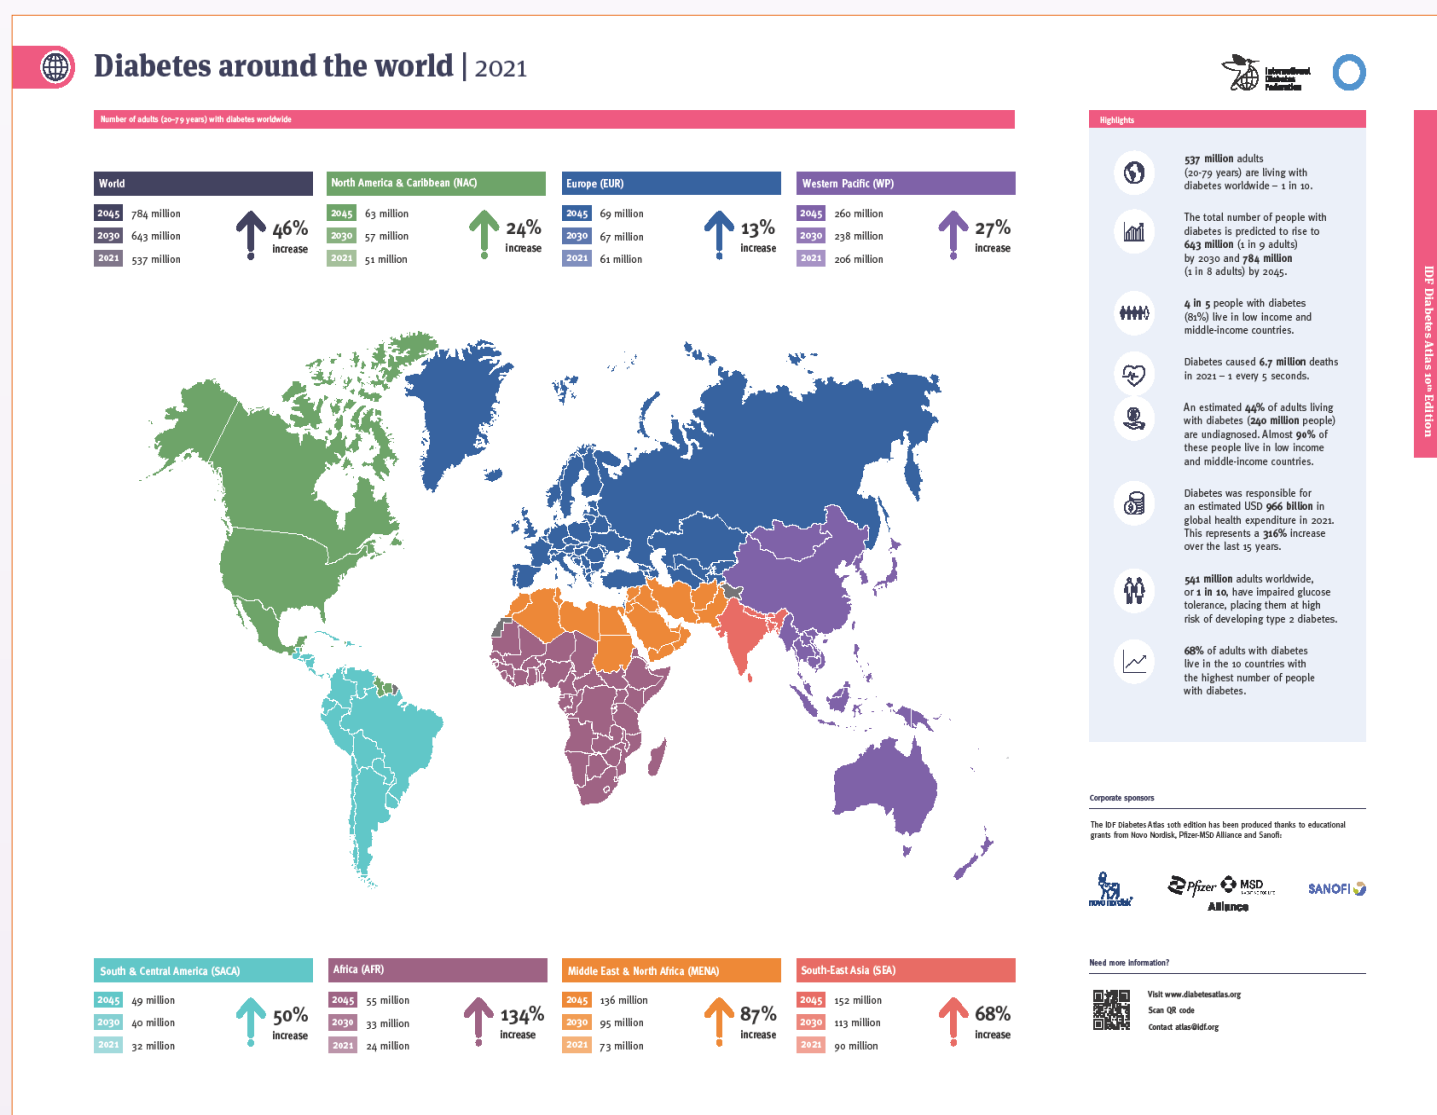 Diabetes around the world | 2021
International
Diabetes
Federation
Number of adults (20-79 years) with diabetes worldwide
World
2045 784 million
2030 643 million
2021 537 million
46%
increase
North America & Caribbean (NAC)
2045 63 million
2030 57 million
2021 51 million
24%
increase
Europe (EUR)
2045 69 million
2030 67 million
2021 61 million
13%
increase
Western Pacific (WP)
2045 260 million
2030 238 million
2021 206 million
27%
increase
South & Central America (SACA)
2045 49 million
2030 40 million
2021 32 million
50%
increase
Africa (AFR)
2045 55 million
2030 33 million
2021 24 million
134%
increase
Middle East & North Africa (MENA)
2045 136 million
2030 95 million
2021 73 million
87%
increase
South-East Asia (SEA)
2045 152 million
2030 113 million
2021 90 million
68%
increase
Highlights
537 million adults
(20-79 years) are living with
diabetes worldwide – 1 in 10.
The total number of people with
diabetes is predicted to rise to
643 million (1 in 9 adults)
by 2030 and 784 million
(1 in 8 adults) by 2045.
4 in 5 people with diabetes
(81%) live in low income and
middle-income countries.
Diabetes caused 6.7 million deaths
in 2021 – 1 every 5 seconds.
An estimated 44% of adults living
with diabetes (240 million people)
are undiagnosed. Almost 90% of
these people live in low income
and middle-income countries.
Diabetes was responsible for
an estimated USD 966 billion in
global health expenditure in 2021.
This represents a 316% increase
over the last 15 years.
541 million adults worldwide,
or 1 in 10, have impaired glucose
tolerance, placing them at high
risk of developing type 2 diabetes.
68% of adults with diabetes
live in the 10 countries with
the highest number of people
with diabetes.
Corporate sponsors
The IDF Diabetes Atlas 10th edition has been produced thanks to educational
grants from Novo Nordisk, Pfizer-MSD Alliance and Sanofi:
novo nordisk
Pfizer MSD
Alliance
SANOFI
Need more information?
Visit www.diabetesatlas.org
Scan QR code
Contact atlas@idf.org
IDF Diabetes Atlas 10th Edition